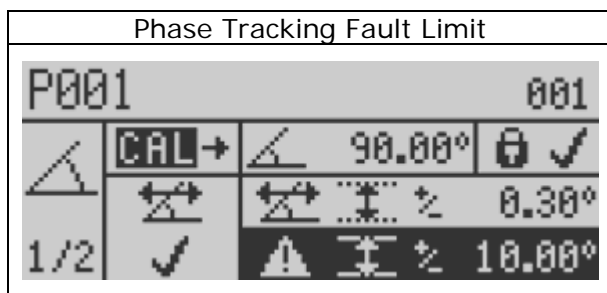 Phase Tracking Fault Limit
P001 001
CAL→ 90.00° ✓
± 0.30°
1/2 ✓ ± 10.00°